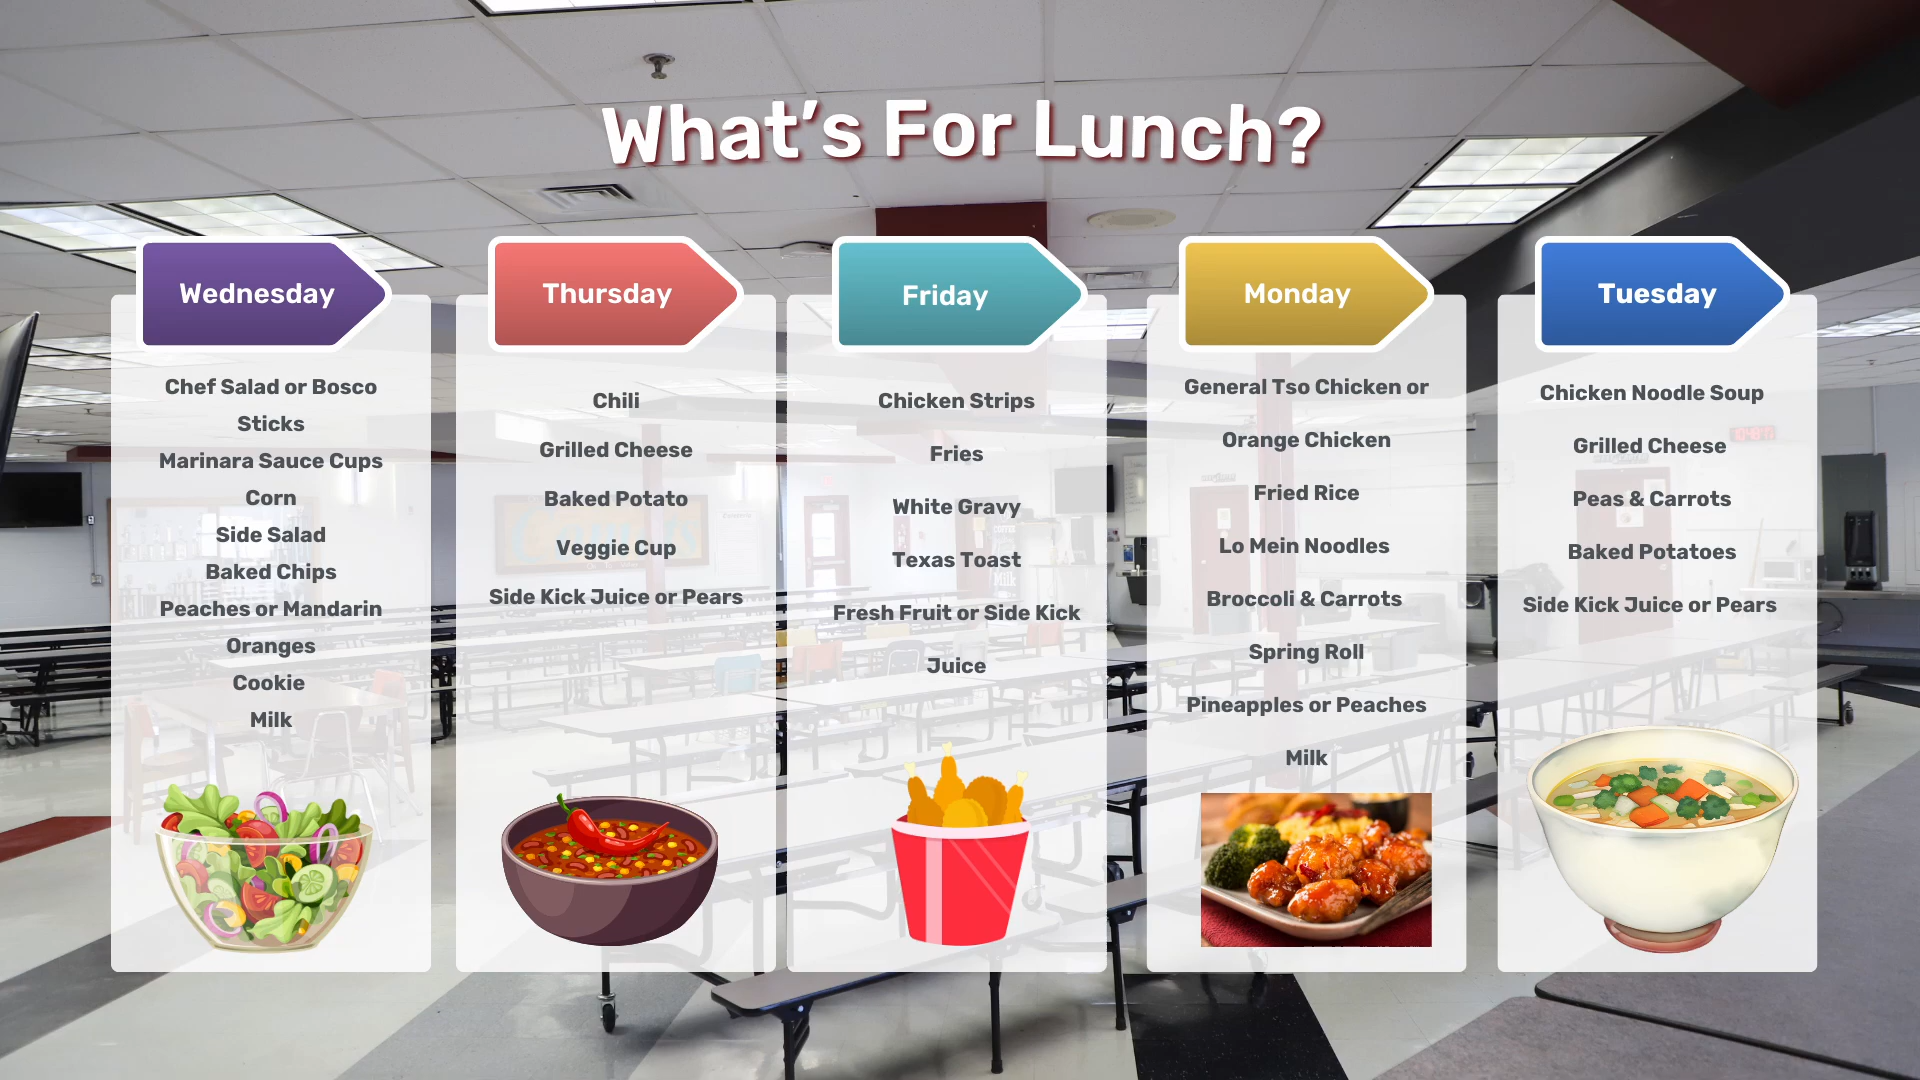 What's For Lunch?
Wednesday
Chef Salad or Bosco
Sticks
Marinara Sauce Cups
Corn
Side Salad
Baked Chips
Peaches or Mandarin
Oranges
Cookie
Milk
Thursday
Chili
Grilled Cheese
Baked Potato
Veggie Cup
Side Kick Juice or Pears
Friday
Chicken Strips
Fries
White Gravy
Texas Toast
Fresh Fruit or Side Kick
Juice
Monday
General Tso Chicken or
Orange Chicken
Fried Rice
Lo Mein Noodles
Broccoli & Carrots
Spring Roll
Pineapples or Peaches
Milk
Tuesday
Chicken Noodle Soup
Grilled Cheese
Peas & Carrots
Baked Potatoes
Side Kick Juice or Pears